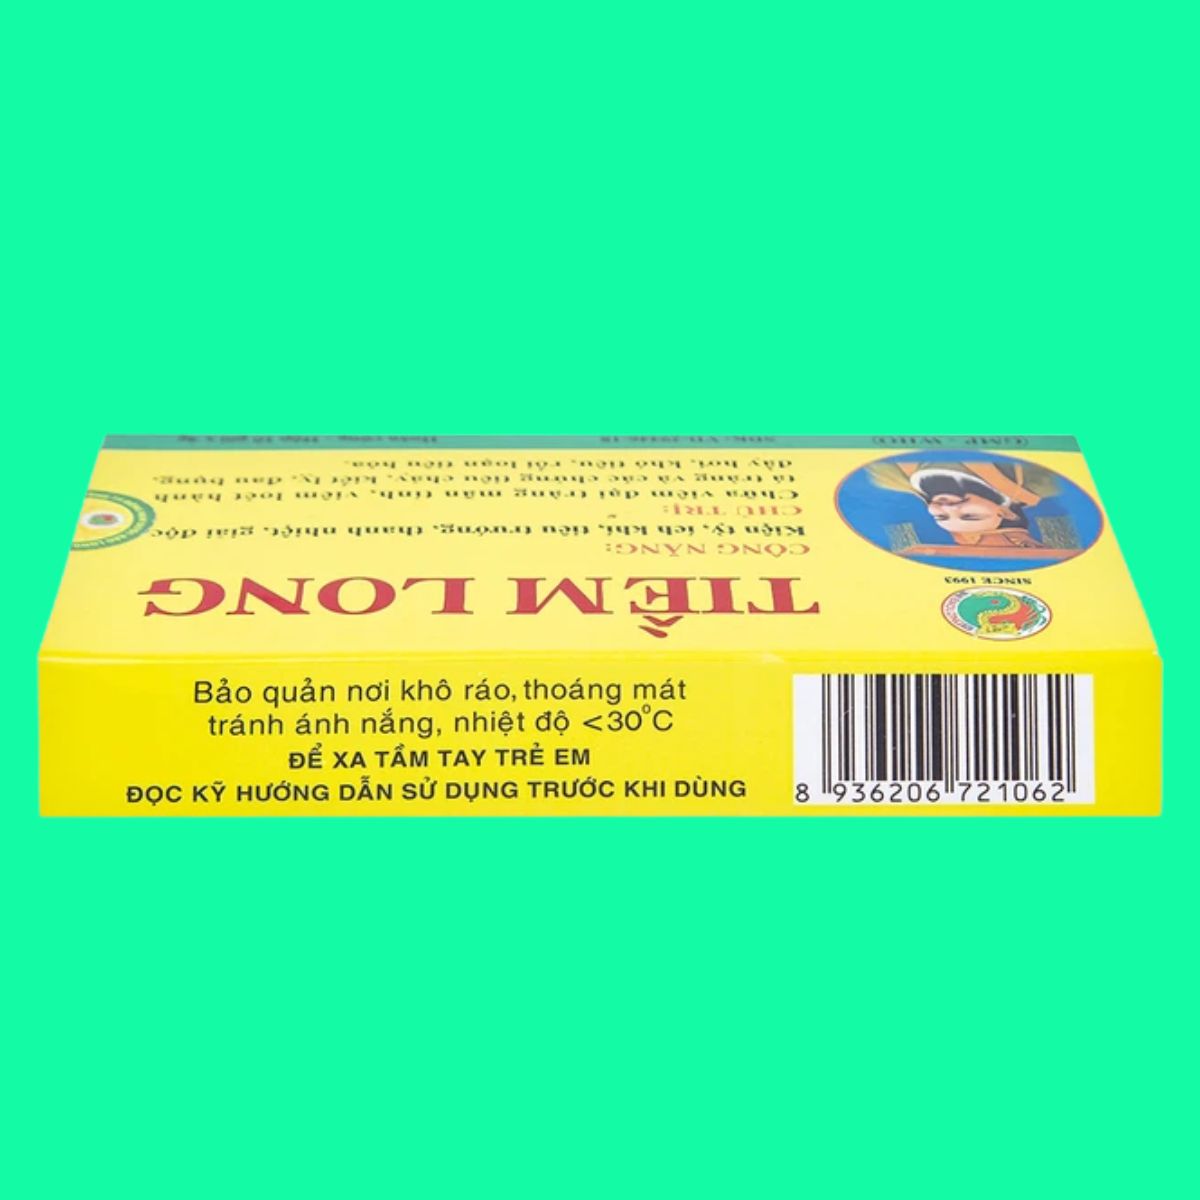 (GMP - WHO)
TIỀM LONG
SINCE 1993
CÔNG NĂNG:
Kiện tỳ, ích khí, tiêu trướng, thanh nhiệt, giải độc
CHỦ TRỊ:
Chữa viêm đại tràng mãn tính, viêm loét hành
tá tràng và các chứng tiêu chảy, kiết lỵ, đau bụng,
đầy hơi, khó tiêu, rối loạn tiêu hóa.
Bảo quản nơi khô ráo, thoáng mát
tránh ánh nắng, nhiệt độ <30°C
ĐỂ XA TẦM TAY TRẺ EM
ĐỌC KỸ HƯỚNG DẪN SỬ DỤNG TRƯỚC KHI DÙNG
8 936206 721062